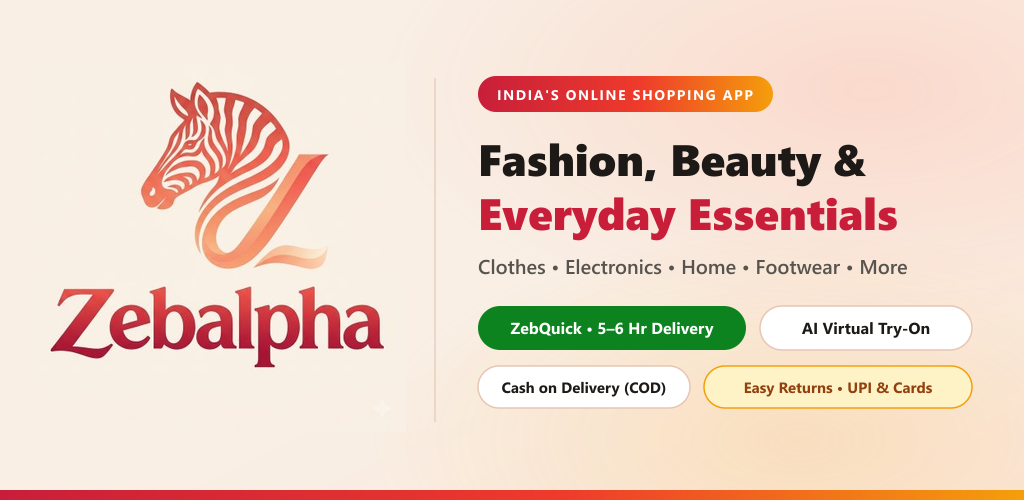 Zebalpha
INDIA'S ONLINE SHOPPING APP
Fashion, Beauty &
Everyday Essentials
Clothes • Electronics • Home • Footwear • More
ZebQuick • 5–6 Hr Delivery
AI Virtual Try-On
Cash on Delivery (COD)
Easy Returns • UPI & Cards